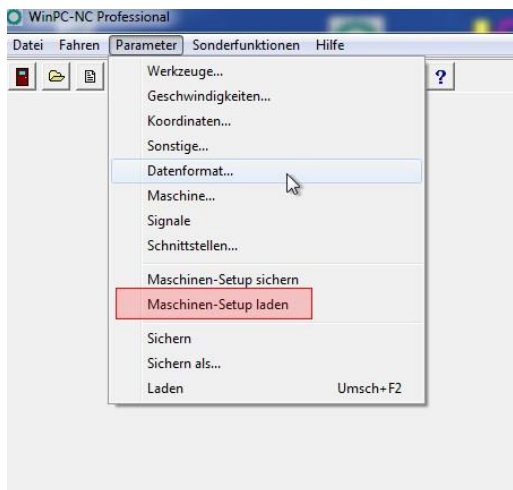 WinPC-NC Professional
Datei Fahren Parameter Sonderfunktionen Hilfe
?
Werkzeuge...
Geschwindigkeiten...
Koordinaten...
Sonstige...
Datenformat...
Maschine...
Signale
Schnittstellen...
Maschinen-Setup sichern
Maschinen-Setup laden
Sichern
Sichern als...
Laden Umsch+F2